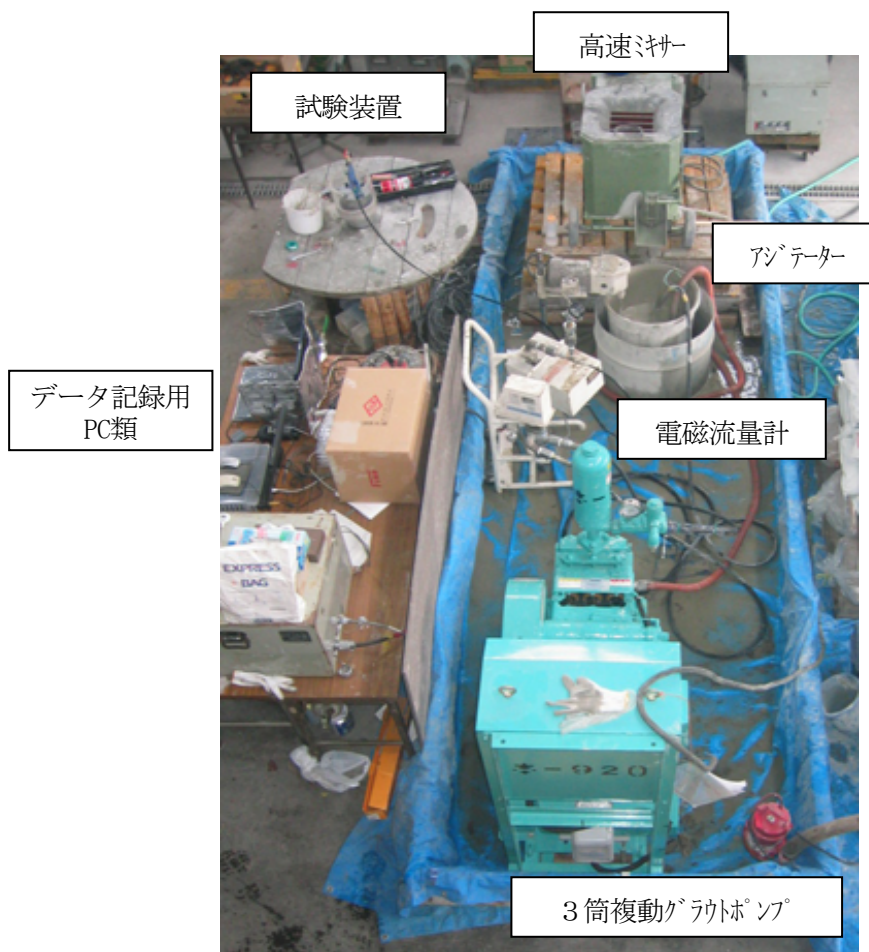 高速ﾐｷｻｰ
試験装置
ｱｼﾞﾃｰﾀｰ
データ記録用
PC類
電磁流量計
EXPRESS
BAG
ホ-920
３筒複動ｸﾞﾗｳﾄﾎﾟﾝﾌﾟ